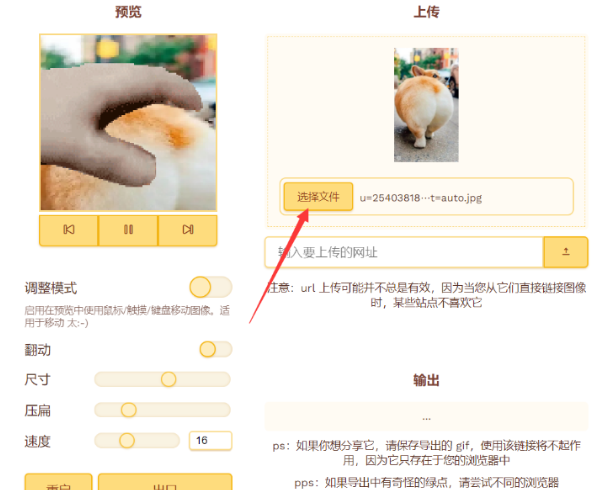 预览
调整模式
启用在预览中使用鼠标/触摸/键盘移动图像。适
用于移动 太:-)
翻动
尺寸
压扁
速度
16
重启
出口
上传
选择文件
u=25403818···t=auto.jpg
输入要上传的网址
注意：url 上传可能并不总是有效，因为当您从它们直接链接图像
时，某些站点不喜欢它
输出
...
ps：如果你想分享它，请保存导出的 gif，使用该链接将不起作
用，因为它只存在于您的浏览器中
pps：如果导出中有奇怪的绿点，请尝试不同的浏览器